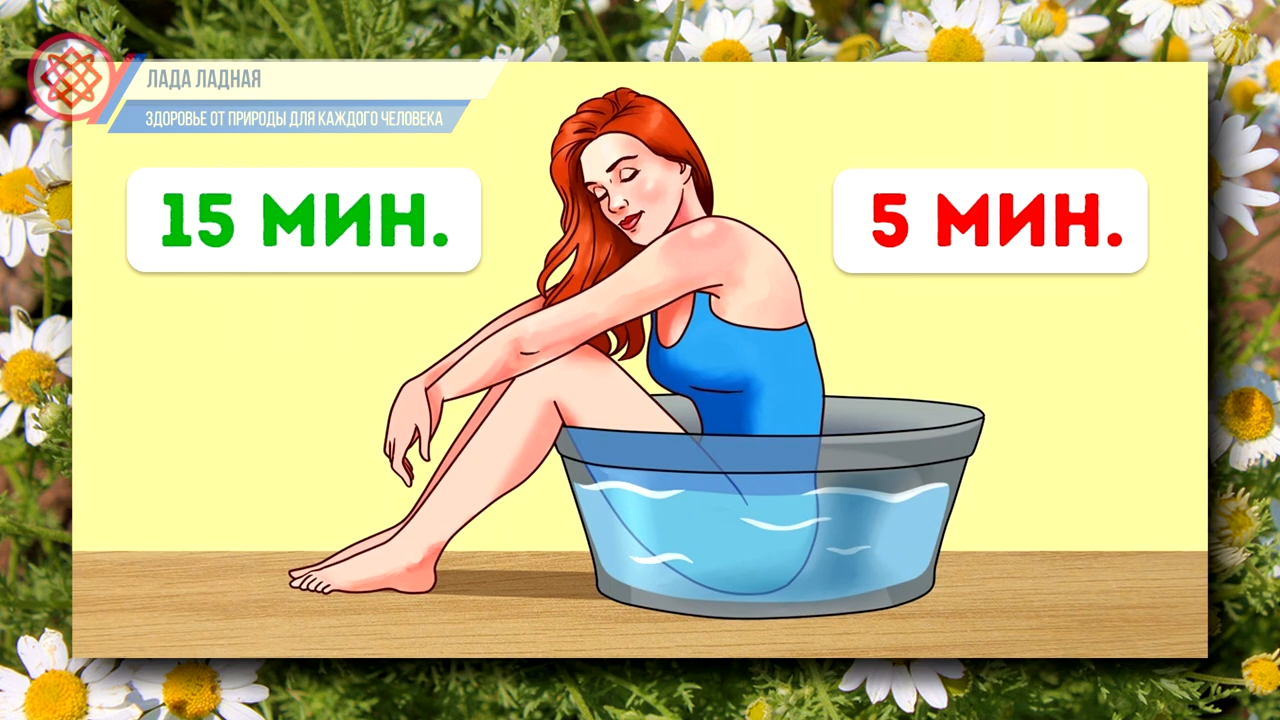 ЛАДА ЛАДНАЯ
ЗДОРОВЬЕ ОТ ПРИРОДЫ ДЛЯ КАЖДОГО ЧЕЛОВЕКА
15 МИН.
5 МИН.